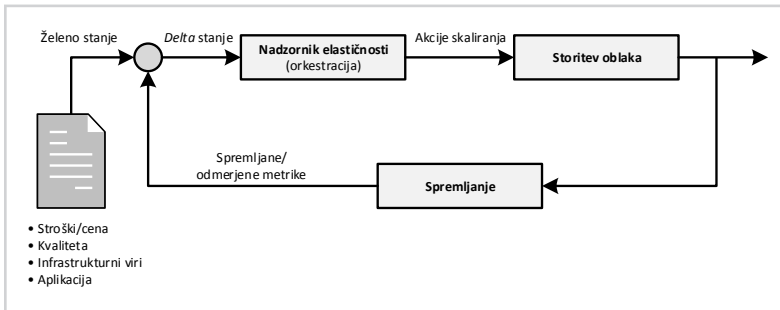 Želeno stanje
Delta stanje
Nadzornik elastičnosti
(orkestracija)
Akcije skaliranja
Storitev oblaka
Spremljane/
odmerjene metrike
Spremljanje
• Stroški/cena
• Kvaliteta
• Infrastrukturni viri
• Aplikacija